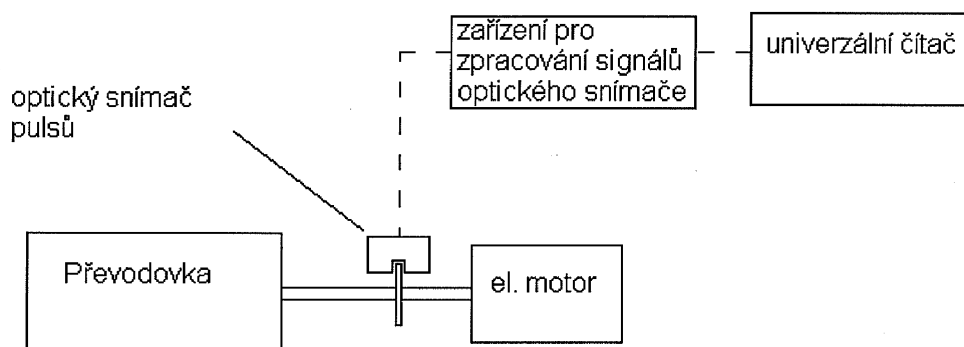 zařízení pro
zpracování signálů
optického snímače
univerzální čítač
optický snímač
pulsů
Převodovka
el. motor